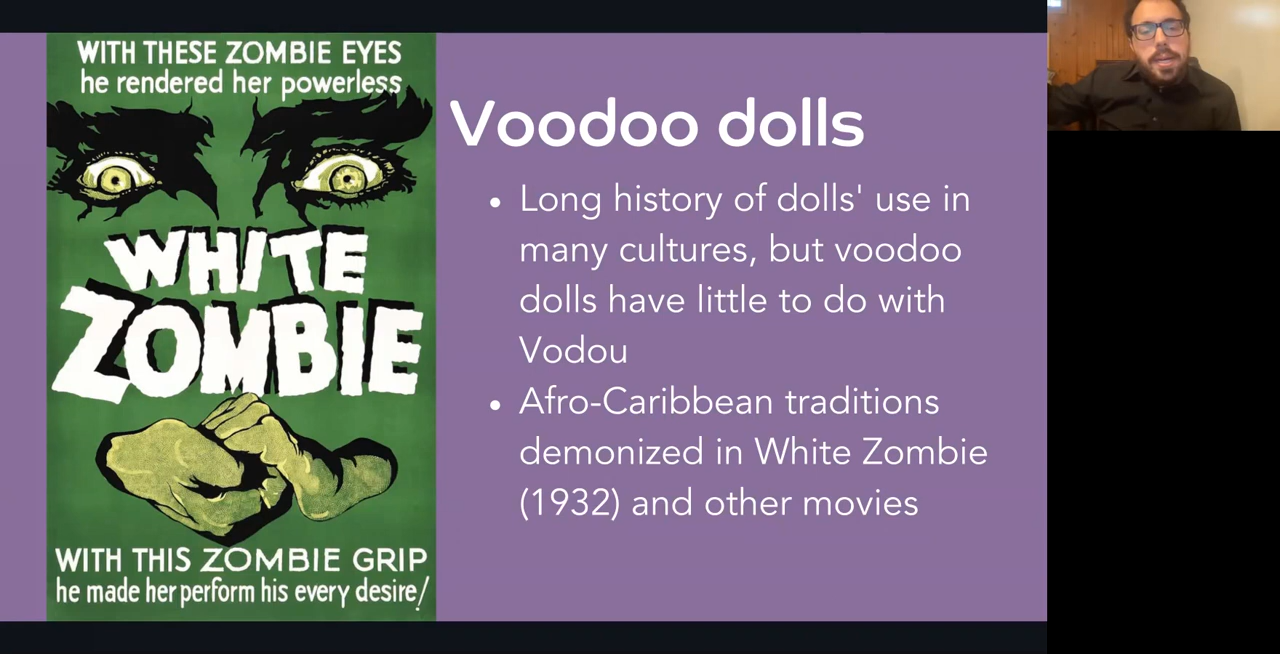 WITH THESE ZOMBIE EYES
he rendered her powerless
WHITE
ZOMBIE
WITH THIS ZOMBIE GRIP
he made her perform his every desire!
Voodoo dolls
• Long history of dolls' use in
many cultures, but voodoo
dolls have little to do with
Vodou
• Afro-Caribbean traditions
demonized in White Zombie
(1932) and other movies